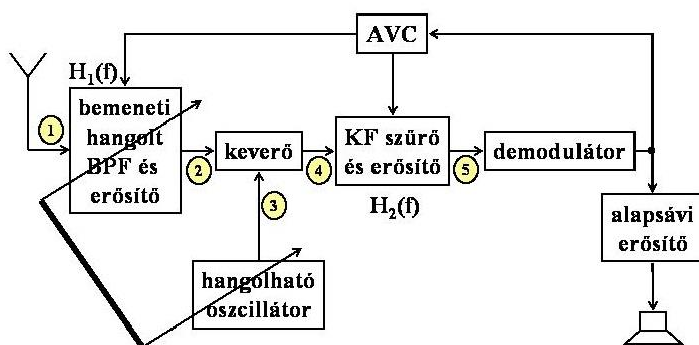 AVC
H1(f)
bemeneti
hangolt
BPF és
erősítő
1
2
keverő
3
4
KF szűrő
és erősítő
H2(f)
5
demodulátor
hangolható
oszcillátor
alapsávi
erősítő